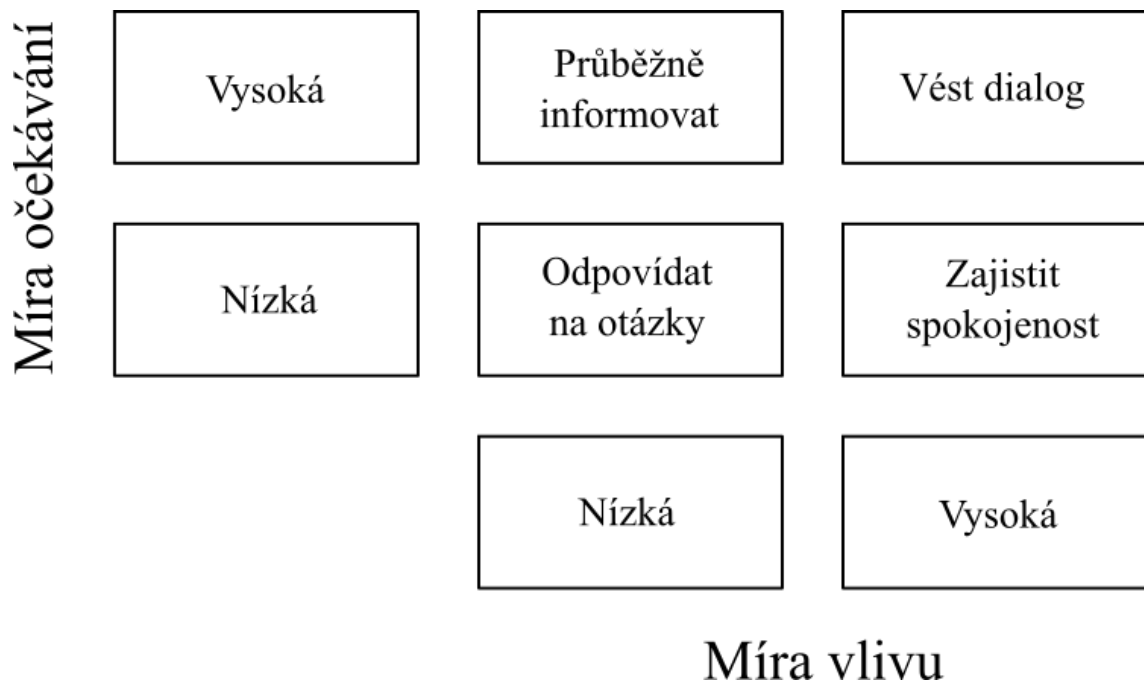 Míra očekávání
Vysoká
Průběžně
informovat
Vést dialog
Nízká
Odpovídat
na otázky
Zajistit
spokojenost
Nízká
Vysoká
Míra vlivu